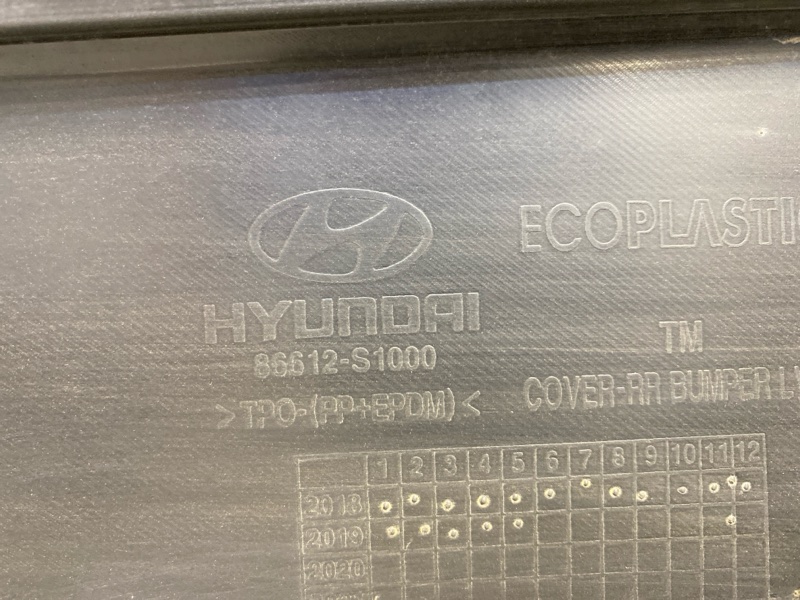 ECOPLASTI
HYUNDAI
86612-S1000
TM
>TPO-(PP+EPDM)<
COVER-RR BUMPER L
1 2 3 4 5 6 7 8 9 10 11 12
2018
2019
2020